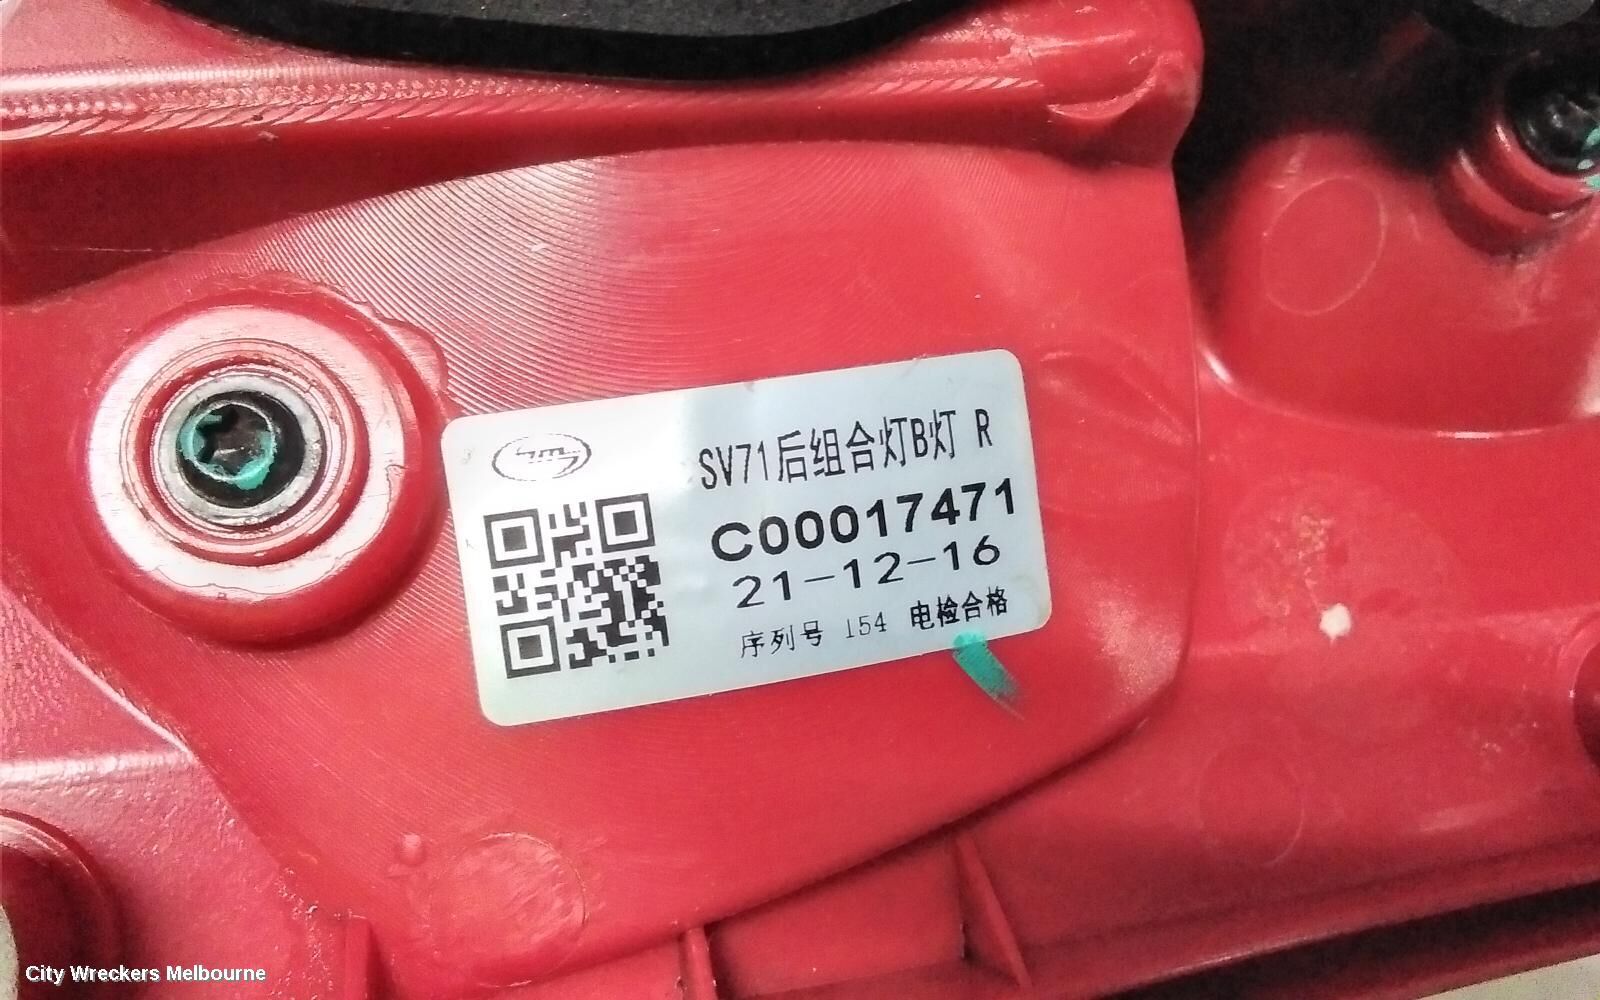 SV71后组合灯B灯 R
C00017471
21-12-16
序列号 154 电检合格
City Wreckers Melbourne